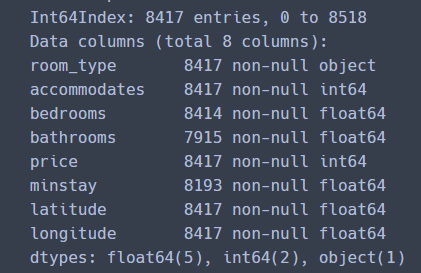 Int64Index: 8417 entries, 0 to 8518
Data columns (total 8 columns):
room_type       8417 non-null object
accommodates    8417 non-null int64
bedrooms        8414 non-null float64
bathrooms       7915 non-null float64
price           8417 non-null int64
minstay         8193 non-null float64
latitude        8417 non-null float64
longitude       8417 non-null float64
dtypes: float64(5), int64(2), object(1)